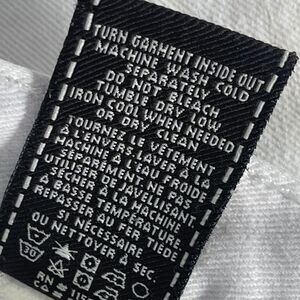 TURN GARMENT INSIDE OUT
MACHINE WASH COLD
SEPARATELY
DO NOT BLEACH
TUMBLE DRY LOW
IRON COOL WHEN NEEDED
OR DRY CLEAN
TOURNEZ LE VÊTEMENT
À L'ENVERS. LAVER À LA
MACHINE À L'EAU FROIDE
SÉPARÉMENT. NE PAS
UTILISER DE JAVELLISANT.
SÉCHER À LA MACHINE
À BASSE TEMPÉRATURE.
REPASSER AU FER TIÈDE
SI NÉCESSAIRE
OU NETTOYER À SEC.
30
RN